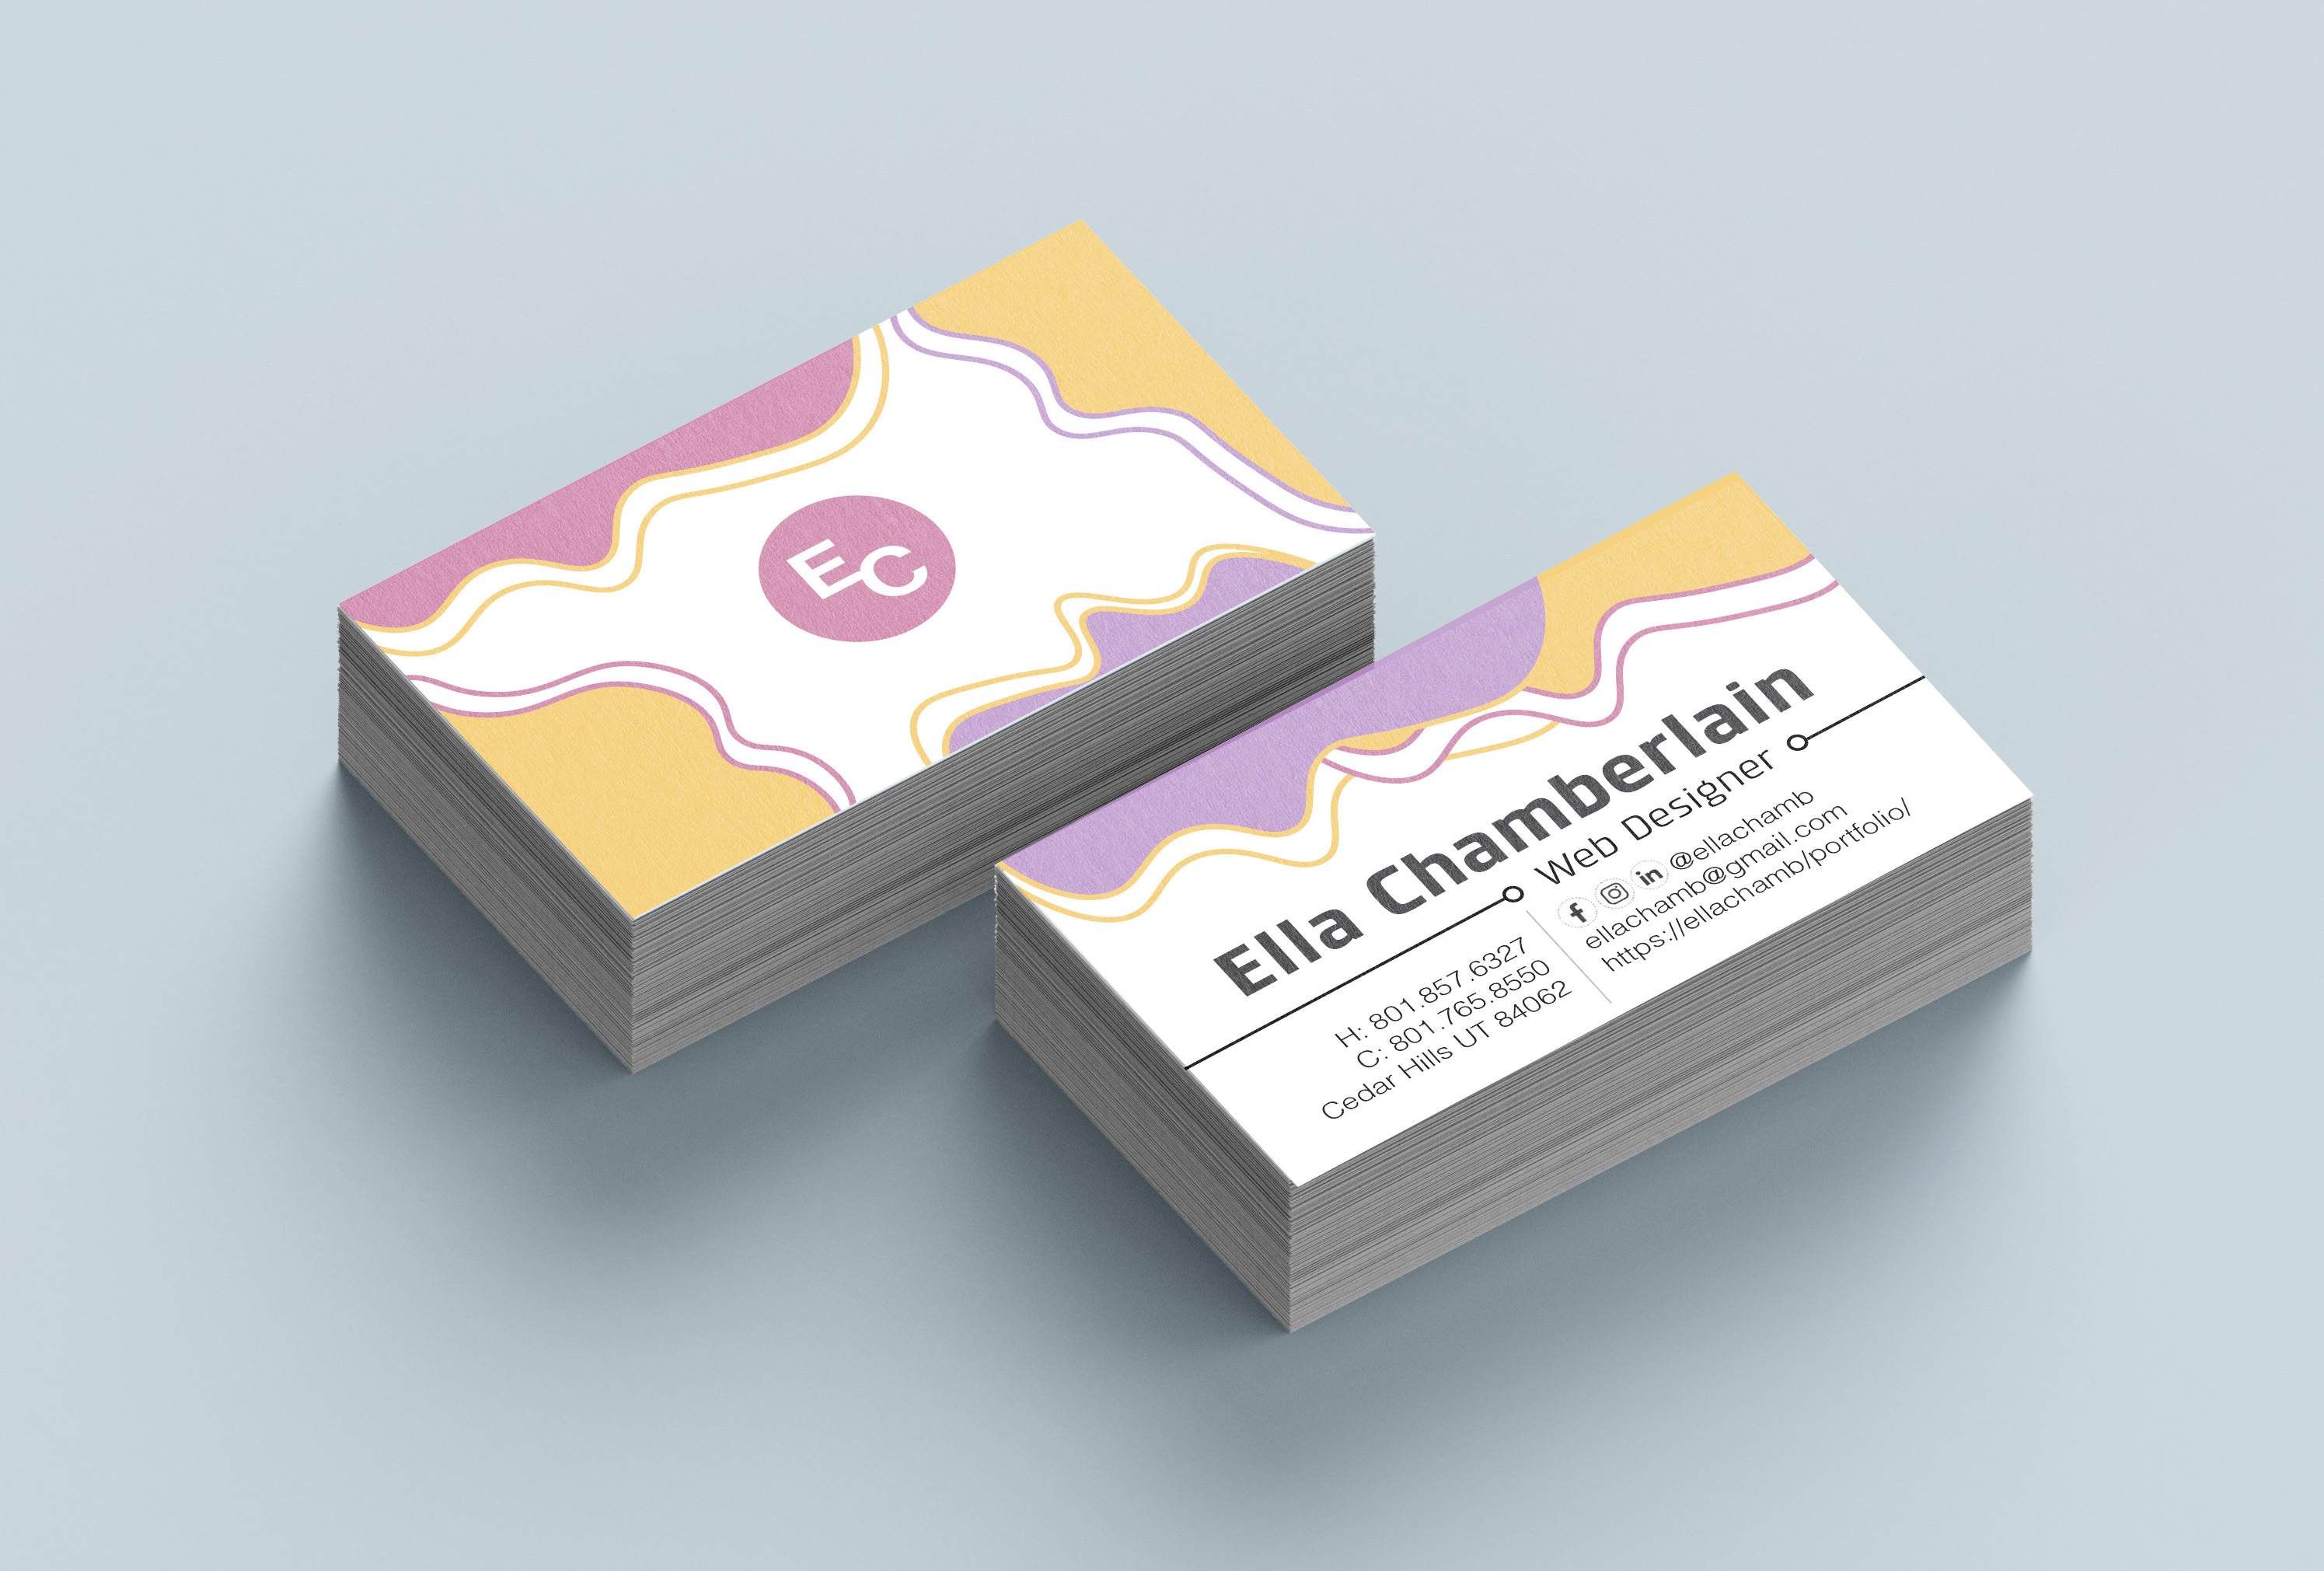 EC
Ella Chamberlain
Web Designer
H: 801.857.6327
C: 801.765.8550
Cedar Hills UT 84062
f in @ellachamb
ellachamb@gmail.com
https://ellachamb/portfolio/